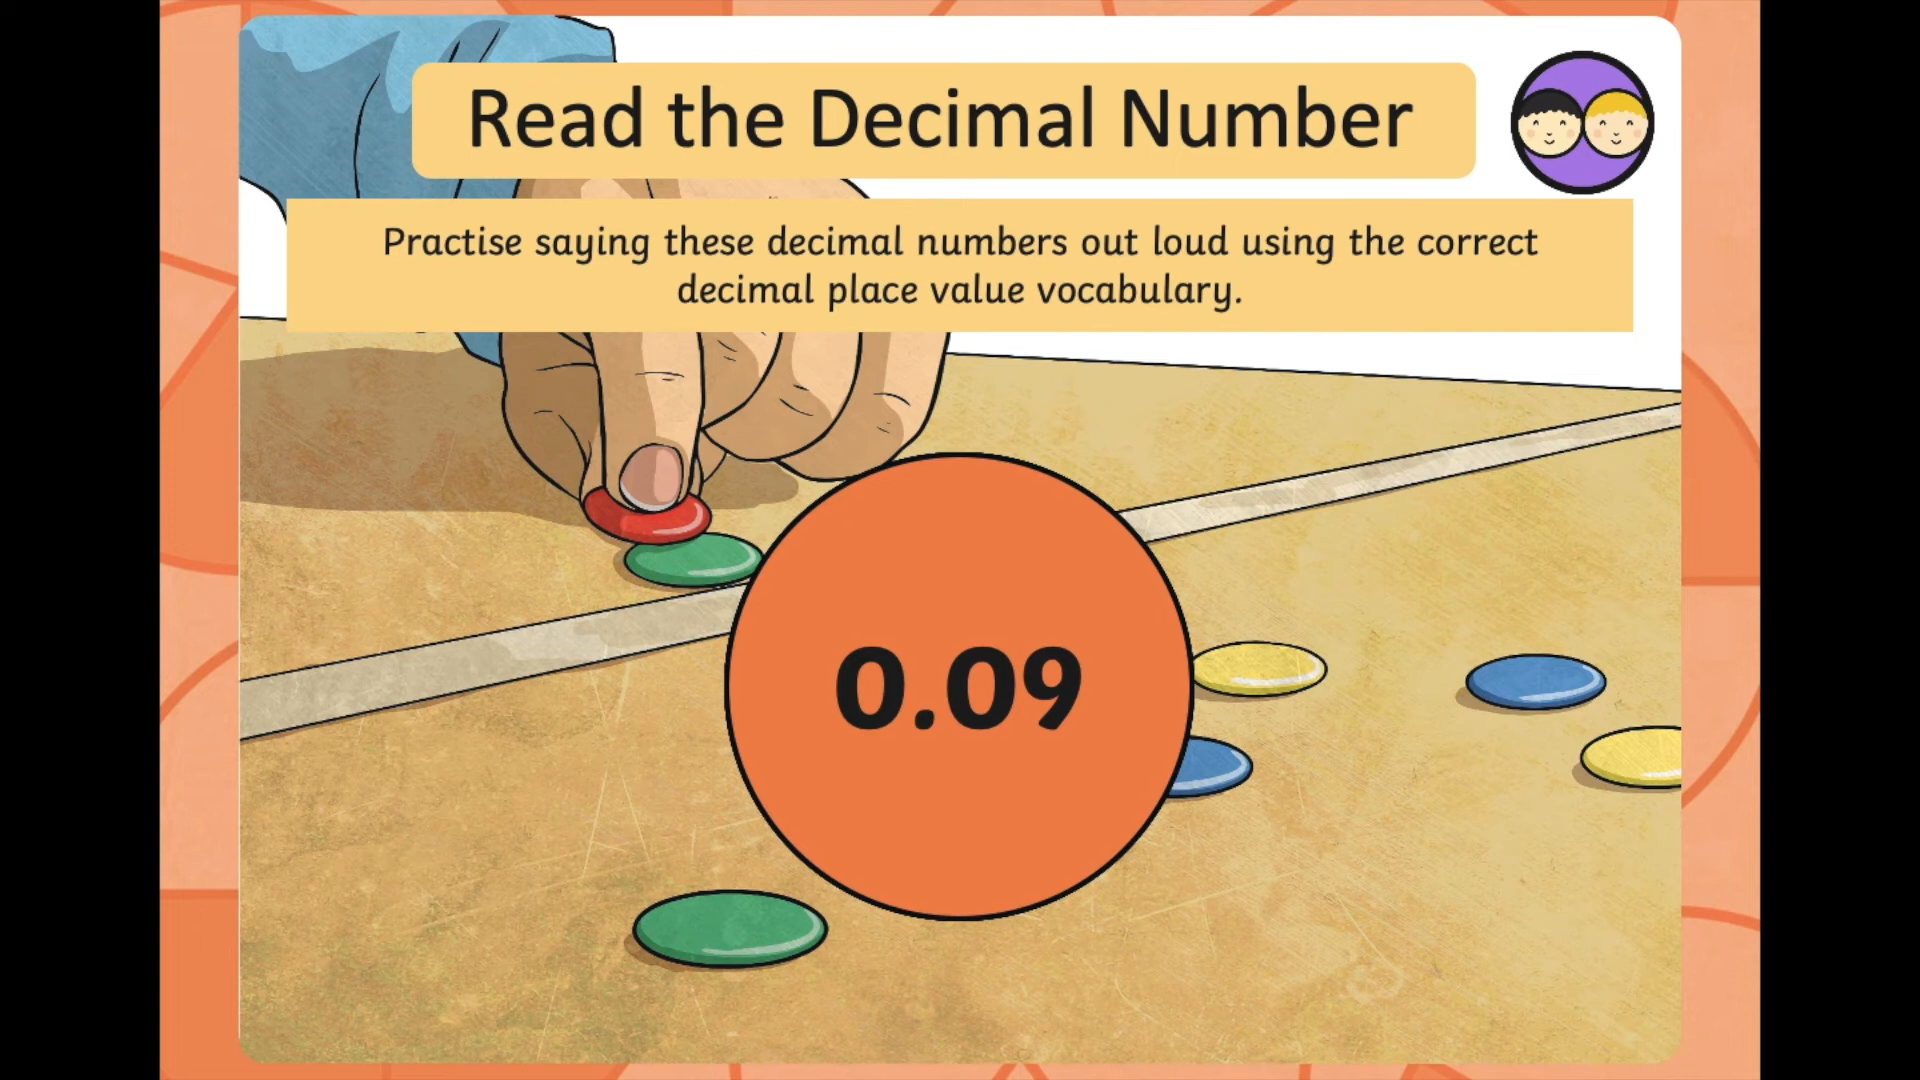 Read the Decimal Number
Practise saying these decimal numbers out loud using the correct
decimal place value vocabulary.
0.09